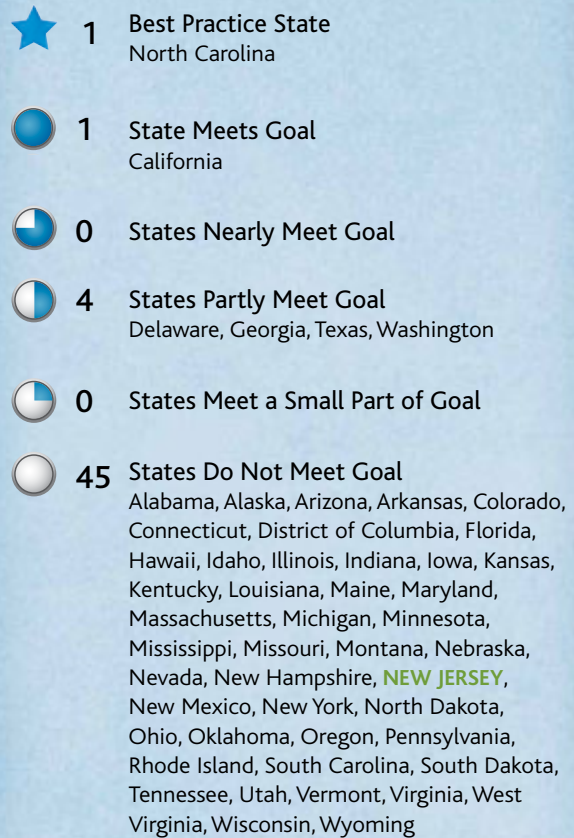 1 Best Practice State
North Carolina
1 State Meets Goal
California
0 States Nearly Meet Goal
4 States Partly Meet Goal
Delaware, Georgia, Texas, Washington
0 States Meet a Small Part of Goal
45 States Do Not Meet Goal
Alabama, Alaska, Arizona, Arkansas, Colorado,
Connecticut, District of Columbia, Florida,
Hawaii, Idaho, Illinois, Indiana, Iowa, Kansas,
Kentucky, Louisiana, Maine, Maryland,
Massachusetts, Michigan, Minnesota,
Mississippi, Missouri, Montana, Nebraska,
Nevada, New Hampshire, NEW JERSEY,
New Mexico, New York, North Dakota,
Ohio, Oklahoma, Oregon, Pennsylvania,
Rhode Island, South Carolina, South Dakota,
Tennessee, Utah, Vermont, Virginia, West
Virginia, Wisconsin, Wyoming